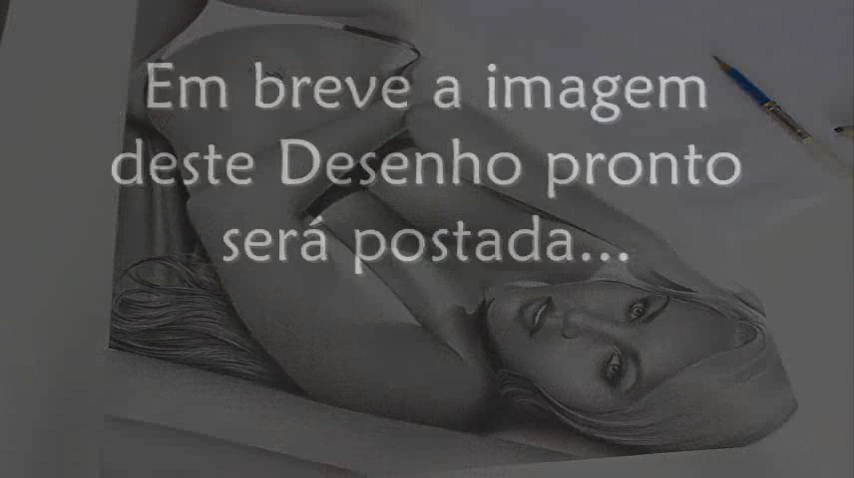 Em breve a imagem
deste Desenho pronto
será postada...